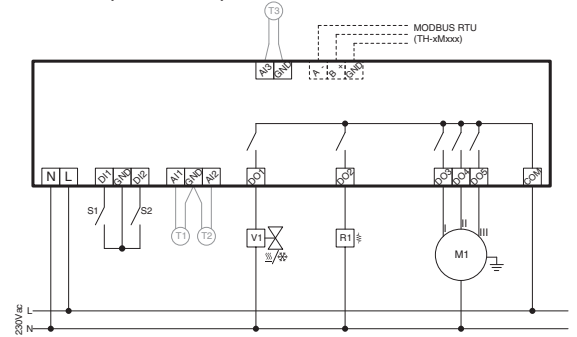 T3
MODBUS RTU
(TH-xMxxx)
AI3 GND A - B + GND
N L DI1 GND DI2 AI1 GND AI2 DO1 DO2 DO3 DO4 DO5 COM
S1 S2 T1 T2 V1 R1 I II III
M1
230Vac L
N